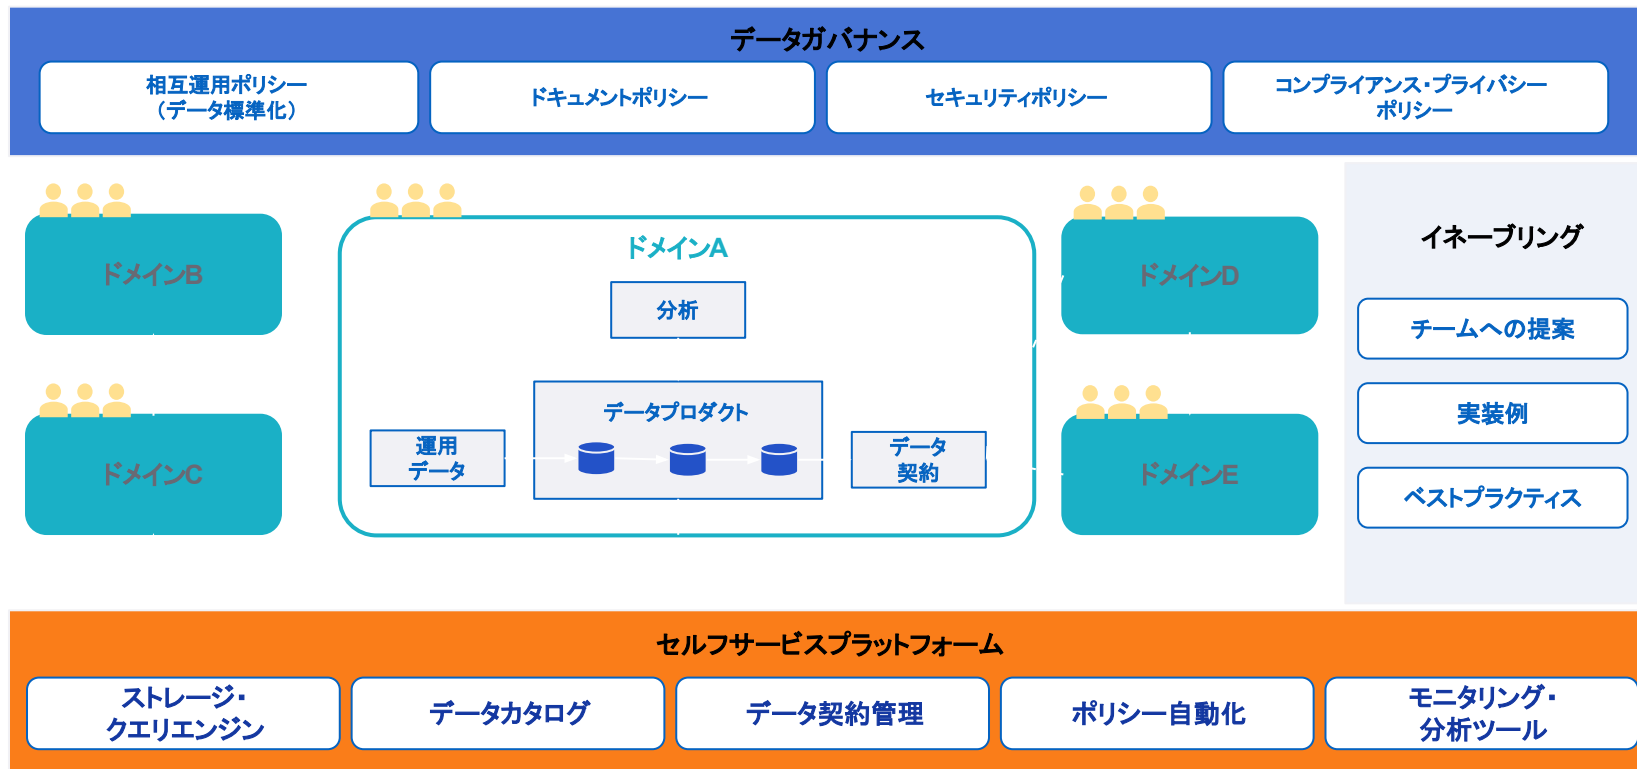 データガバナンス
相互運用ポリシー
（データ標準化）
ドキュメントポリシー
セキュリティポリシー
コンプライアンス・プライバシー
ポリシー
ドメインB
ドメインC
ドメインA
分析
データプロダクト
運用
データ
データ
契約
ドメインD
ドメインE
イネーブリング
チームへの提案
実装例
ベストプラクティス
セルフサービスプラットフォーム
ストレージ・
クエリエンジン
データカタログ
データ契約管理
ポリシー自動化
モニタリング・
分析ツール